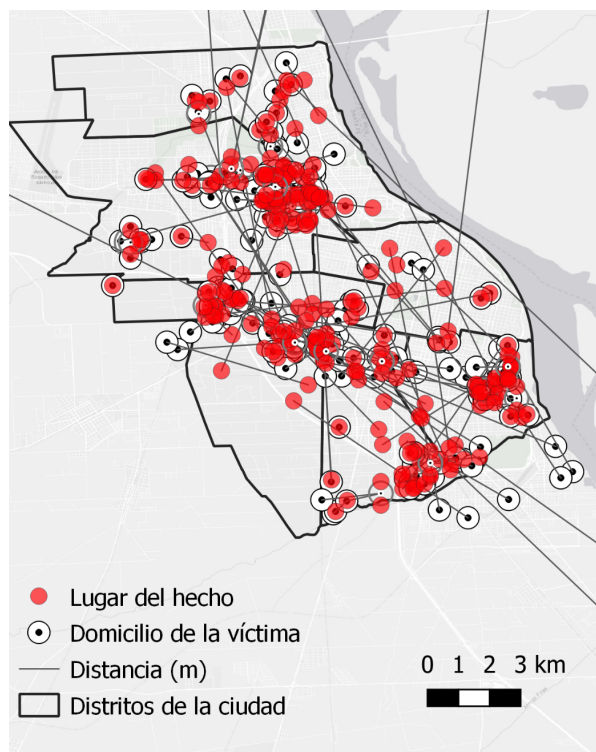 Lugar del hecho
Domicilio de la víctima
Distancia (m)
Distritos de la ciudad
0 1 2 3 km